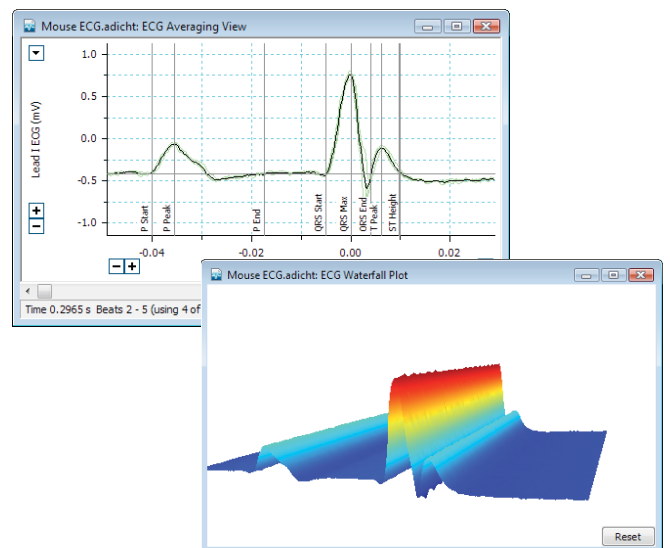 Mouse ECG.adicht: ECG Averaging View
Lead I ECG (mV)
1.0
0.5
0.0
-0.5
-1.0
P Start
P Peak
P End
QRS Start
QRS Max
QRS End
T Peak
ST Height
-0.04
-0.02
0.00
0.02
Time 0.2965 s Beats 2 - 5 (using 4 of
Mouse ECG.adicht: ECG Waterfall Plot
Reset